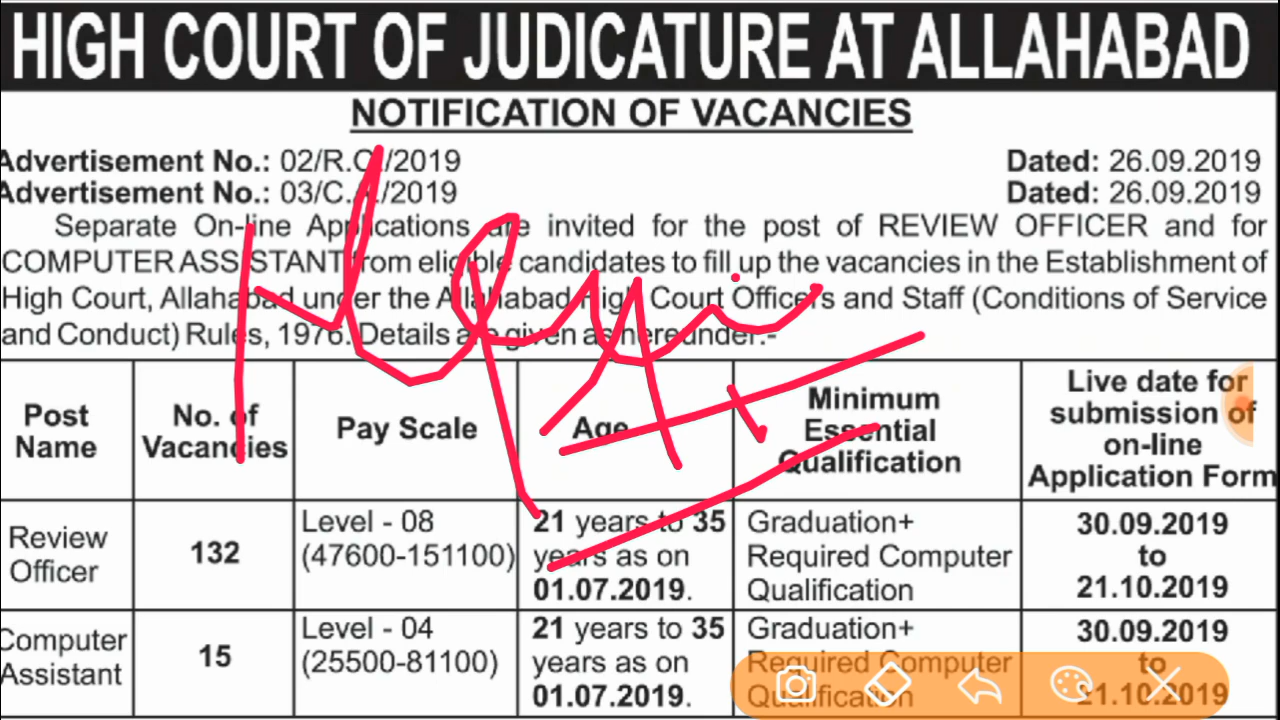 HIGH COURT OF JUDICATURE AT ALLAHABAD
NOTIFICATION OF VACANCIES
Advertisement No.: 02/R.O./2019 Dated: 26.09.2019
Advertisement No.: 03/C.A./2019 Dated: 26.09.2019
Separate On-line Applications are invited for the post of REVIEW OFFICER and for
COMPUTER ASSISTANT from eligible candidates to fill up the vacancies in the Establishment of
High Court, Allahabad under the Allahabad High Court Officers and Staff (Conditions of Service
and Conduct) Rules, 1976. Details are given as hereunder:-
Post Name
No. of Vacancies
Pay Scale
Age
Minimum Essential Qualification
Live date for submission of on-line Application Form
Review Officer
132
Level - 08 (47600-151100)
21 years to 35 years as on 01.07.2019.
Graduation+ Required Computer Qualification
30.09.2019 to 21.10.2019
Computer Assistant
15
Level - 04 (25500-81100)
21 years to 35 years as on 01.07.2019.
Graduation+ Required Computer Qualification
30.09.2019 to 21.10.2019